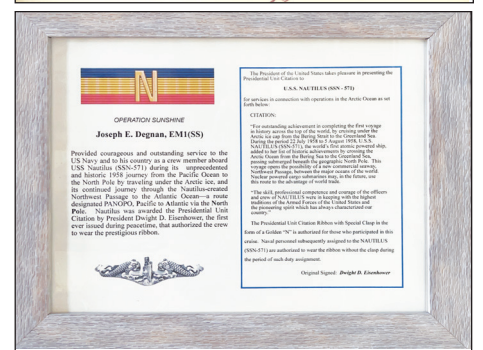 N
OPERATION SUNSHINE
Joseph E. Degnan, EM1(SS)
Provided courageous and outstanding service to the
US Navy and to his country as a crew member aboard
USS Nautilus (SSN-571) during its unprecedented
and historic 1958 journey from the Pacific Ocean to
the North Pole by traveling under the Arctic ice, and
its continued journey through the Nautilus-created
Northwest Passage to the Atlantic Ocean—a route
designated PANOPO, Pacific to Atlantic via the North
Pole. Nautilus was awarded the Presidential Unit
Citation by President Dwight D. Eisenhower, the first
ever issued during peacetime, that authorized the crew
to wear the prestigious ribbon.
The President of the United States takes pleasure in presenting the
Presidential Unit Citation to
U.S.S. NAUTILUS (SSN - 571)
for services in connection with operations in the Arctic as set
forth below:
CITATION:
"For outstanding achievement in completing the first voyage
in history across the top of the world, by cruising under the
Arctic ice cap from the Bering Strait to the Greenland Sea.
During the period 22 July 1958 to 5 August 1958, U.S.S.
NAUTILUS (SSN-571), the world's first atomic powered ship,
added to her list of historic achievements by crossing the
Arctic Ocean from the Bering Sea to the Greenland Sea,
passing submerged beneath the geographic North Pole. This
voyage opens the possibility of a new commercial seaway, a
Northwest Passage, between the major oceans of the world.
Nuclear powered cargo submarines may, in the future, use
this route to the advantage of world trade.
"The skill, professional competence and courage of the officers
and crew of NAUTILUS were in keeping with the highest
traditions of the Armed Forces of the United States and
the pioneering spirit which has always characterized our
country."
The Presidential Unit Citation Ribbon with Special Clasp in the
form of a Golden "N" is authorized for those who participated in this
cruise. Naval personnel subsequently assigned to the NAUTILUS
(SSN) are authorized to wear the ribbon without the clasp during
the period of such duty assignment.
Original Signed: Dwight D. Eisenhower